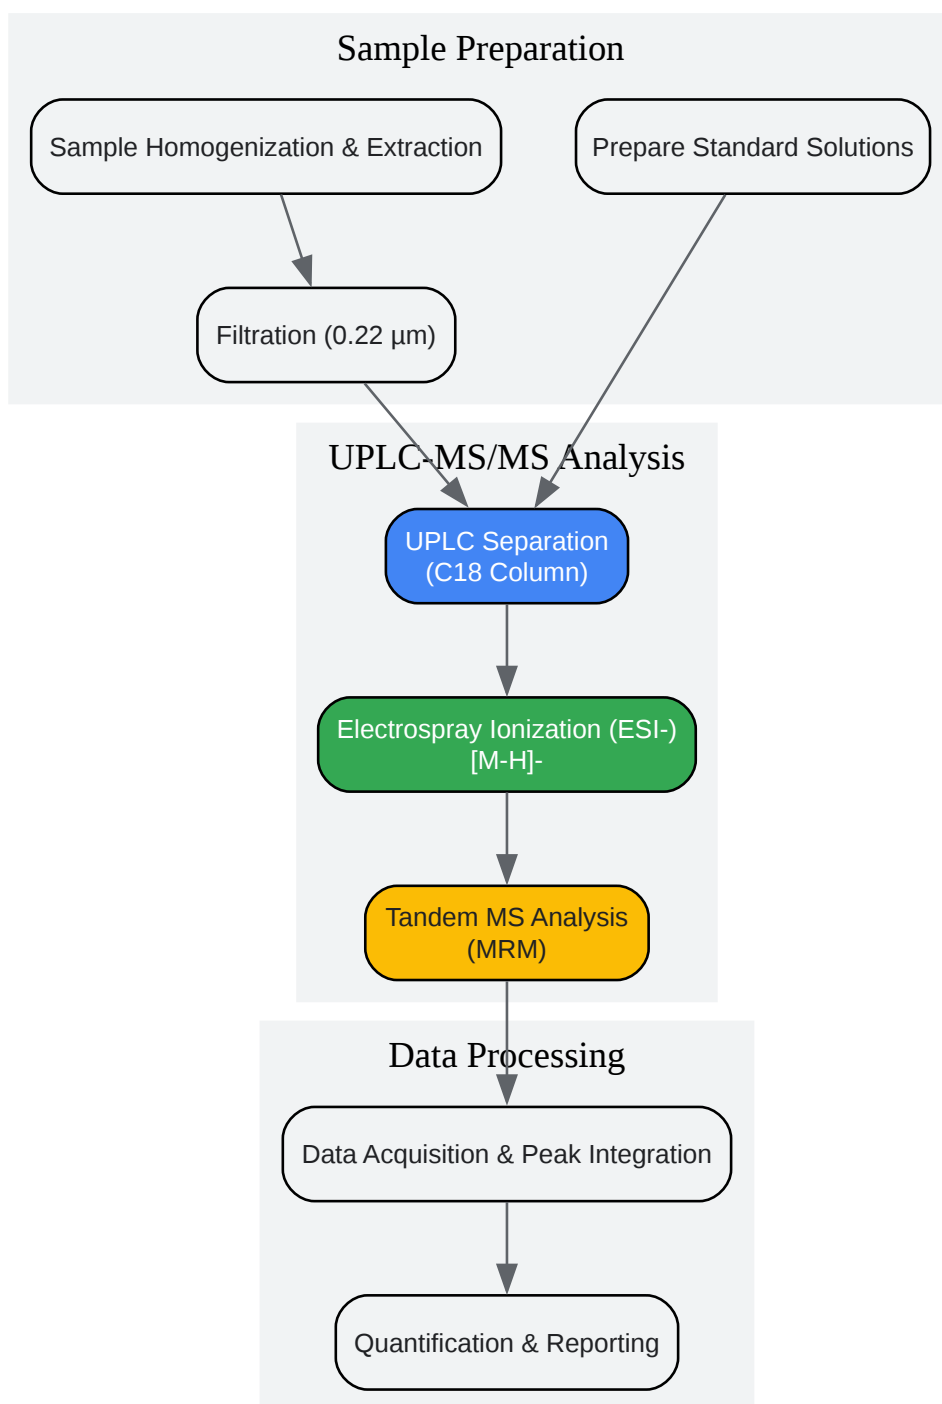 Sample Preparation
Sample Homogenization & Extraction
Prepare Standard Solutions
Filtration (0.22 µm)
UPLC-MS/MS Analysis
UPLC Separation
(C18 Column)
Electrospray Ionization (ESI-)
[M-H]-
Tandem MS Analysis
(MRM)
Data Processing
Data Acquisition & Peak Integration
Quantification & Reporting